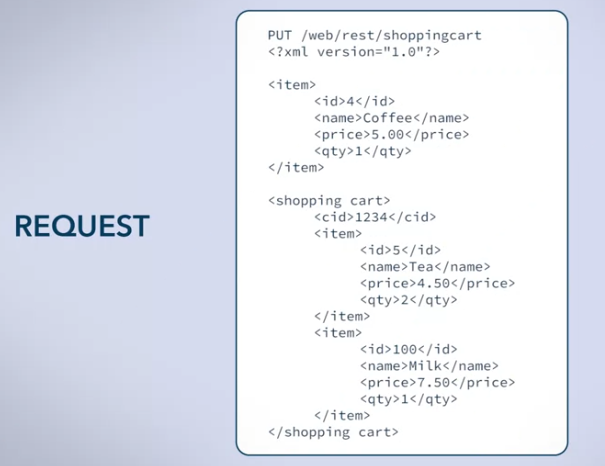 REQUEST
PUT /web/rest/shoppingcart
<?xml version="1.0"?>
<item>
<id>4</id>
<name>Coffee</name>
<price>5.00</price>
<qty>1</qty>
</item>
<shopping cart>
<cid>1234</cid>
<item>
<id>5</id>
<name>Tea</name>
<price>4.50</price>
<qty>2</qty>
</item>
<item>
<id>100</id>
<name>Milk</name>
<price>7.50</price>
<qty>1</qty>
</item>
</shopping cart>